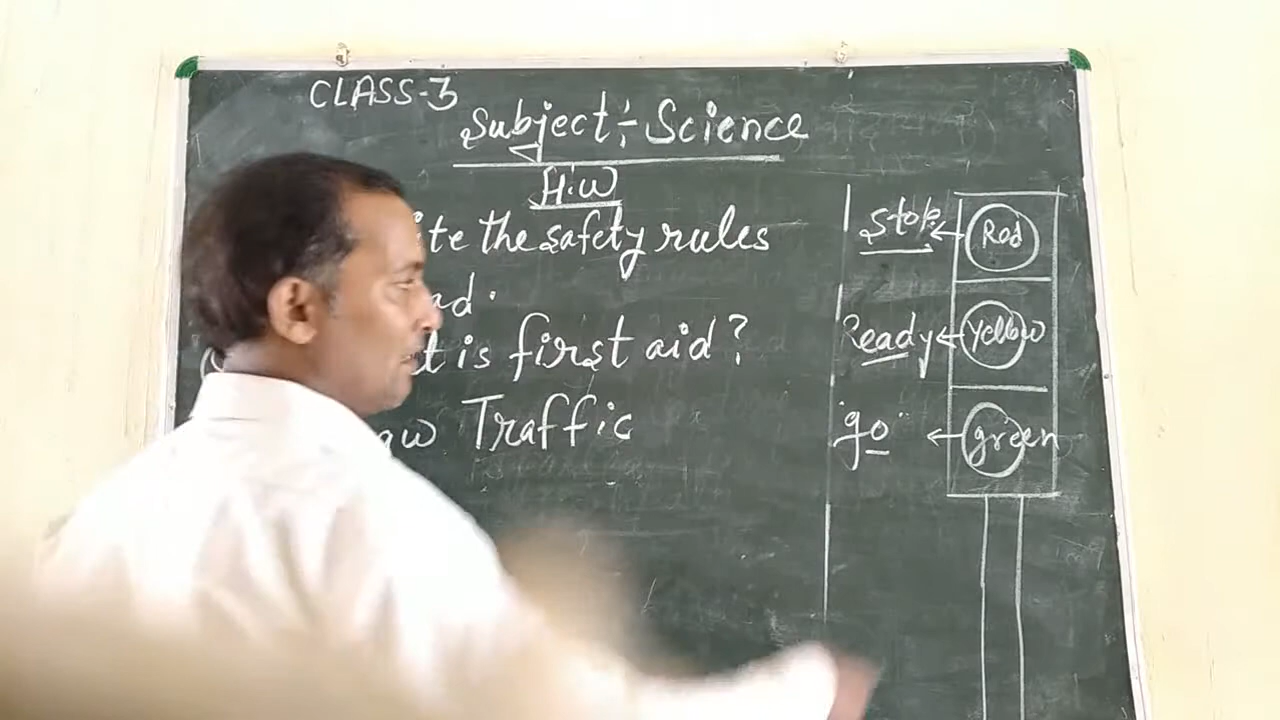 CLASS-3
Subject:- Science
H.W
ite the safety rules
ad.
t is first aid?
aw Traffic
Stop
Red
Ready
Yellow
"go"
green